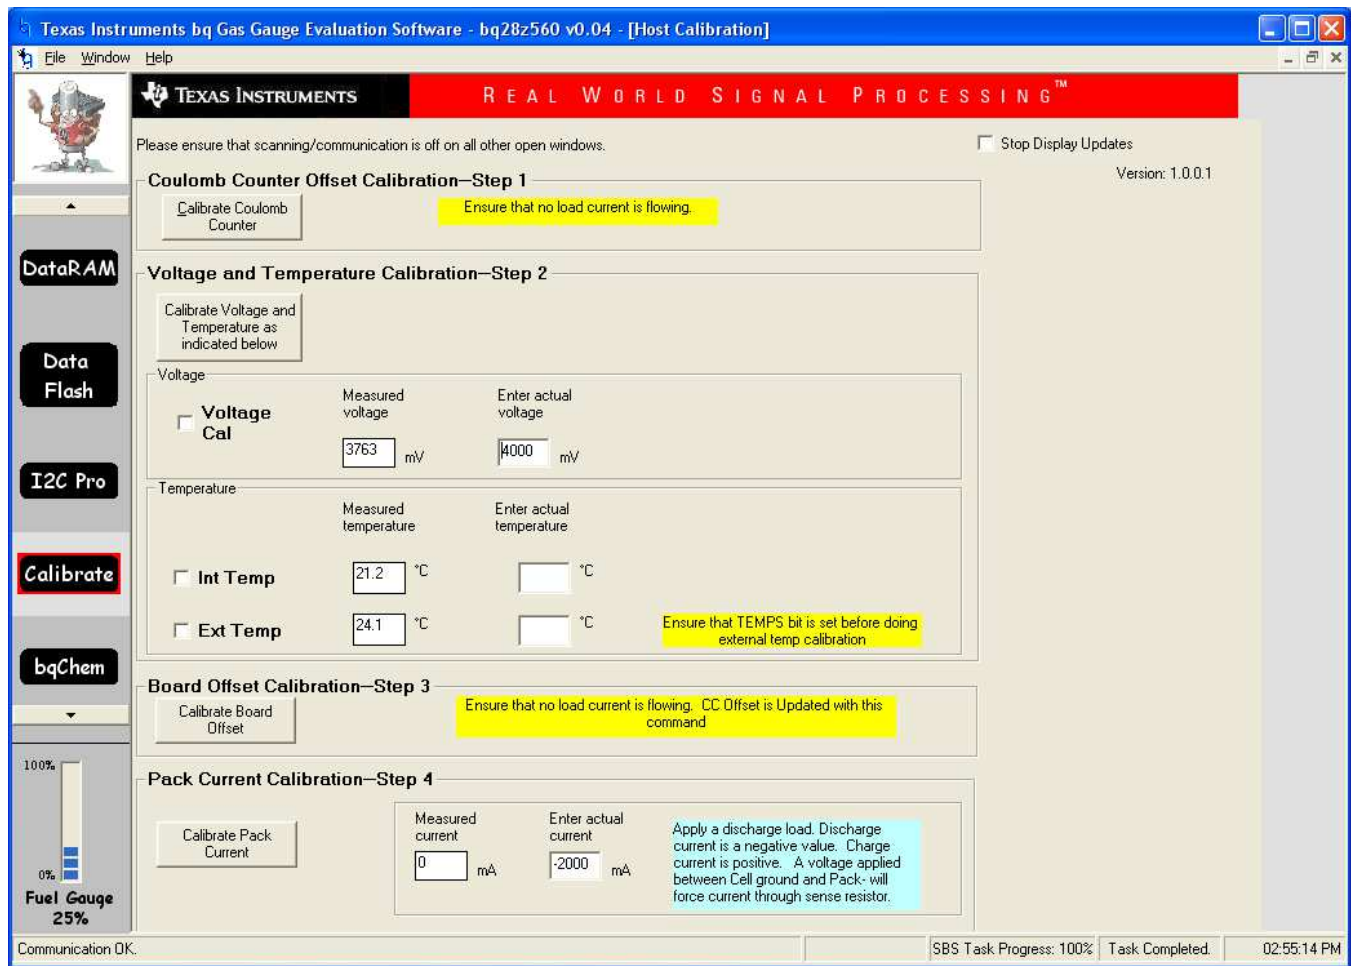 Texas Instruments bq Gas Gauge Evaluation Software - bq28z560 v0.04 - [Host Calibration]
File Window Help
TEXAS INSTRUMENTS
REAL WORLD SIGNAL PROCESSING™
Please ensure that scanning/communication is off on all other open windows.
Stop Display Updates
Version: 1.0.0.1
Coulomb Counter Offset Calibration—Step 1
Calibrate Coulomb
Counter
Ensure that no load current is flowing.
DataRAM
Data
Flash
I2C Pro
Calibrate
bqChem
Voltage and Temperature Calibration—Step 2
Calibrate Voltage and
Temperature as
indicated below
Voltage
Voltage
Cal
Measured
voltage
3763 mV
Enter actual
voltage
4000 mV
Temperature
Measured
temperature
Enter actual
temperature
Int Temp
21.2 °C
°C
Ext Temp
24.1 °C
°C
Ensure that TEMPS bit is set before doing
external temp calibration
Board Offset Calibration—Step 3
Calibrate Board
Offset
Ensure that no load current is flowing. CC Offset is Updated with this
command
Pack Current Calibration—Step 4
Calibrate Pack
Current
Measured
current
0 mA
Enter actual
current
-2000 mA
Apply a discharge load. Discharge
current is a negative value. Charge
current is positive. A voltage applied
between Cell ground and Pack- will
force current through sense resistor.
100%
0%
Fuel Gauge
25%
Communication OK.
SBS Task Progress: 100%
Task Completed.
02:55:14 PM